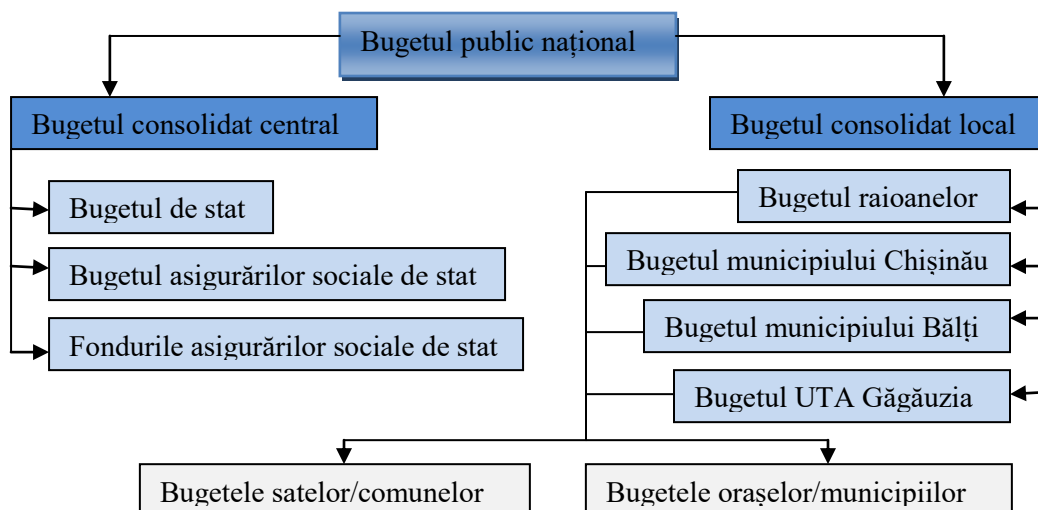 Bugetul public național
Bugetul consolidat central
Bugetul consolidat local
Bugetul de stat
Bugetul asigurărilor sociale de stat
Fondurile asigurărilor sociale de stat
Bugetul raioanelor
Bugetul municipiului Chișinău
Bugetul municipiului Bălți
Bugetul UTA Găgăuzia
Bugetele satelor/comunelor
Bugetele orașelor/municipiilor